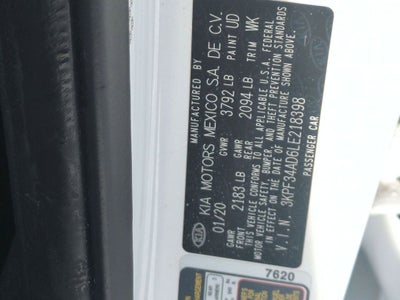 MANUFACTURED BY
KIA MOTORS MEXICO S.A. DE C.V.
01/20 GVWR 3792 LB PAINT UD
GAWR FRONT 2183 LB GAWR REAR 2094 LB TRIM WK
THIS VEHICLE CONFORMS TO ALL APPLICABLE U.S.A. FEDERAL
MOTOR VEHICLE SAFETY, BUMPER, AND THEFT PREVENTION STANDARDS
IN EFFECT ON THE DATE OF MANUFACTURE SHOWN ABOVE.
V.I.N. 3KPF34AD6LE218398
PASSENGER CAR
KIA
7620